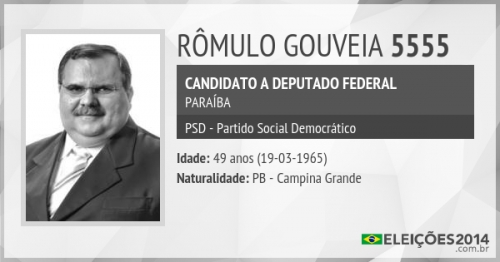 RÔMULO GOUVEIA 5555
CANDIDATO A DEPUTADO FEDERAL
PARAÍBA
PSD - Partido Social Democrático
Idade: 49 anos (19-03-1965)
Naturalidade: PB - Campina Grande
ELEIÇÕES2014
.com.br